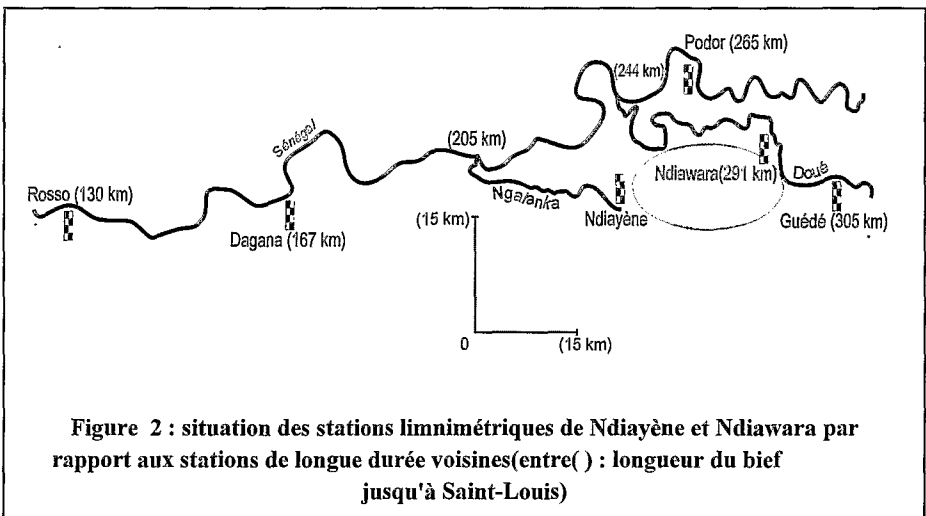 Podor (265 km)
(244 km)
Sénégal
(205 km)
Rosso (130 km)
Ndiawara(291 km)
Doué
Ngalanka
Ndiayène
Guédé (305 km)
Dagana (167 km)
(15 km)
0
(15 km)
Figure 2 : situation des stations limnimétriques de Ndiayène et Ndiawara par
rapport aux stations de longue durée voisines(entre( ) : longueur du bief
jusqu'à Saint-Louis)